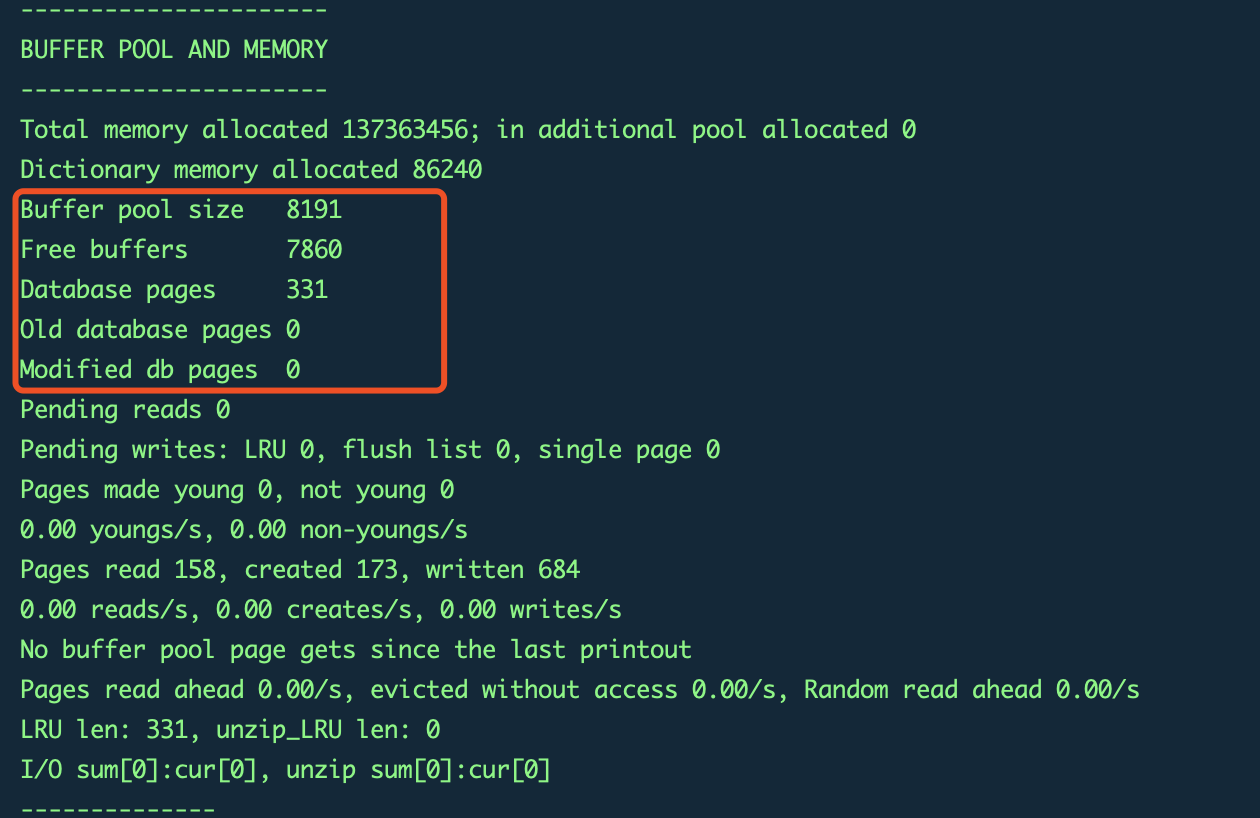 ----------------------
BUFFER POOL AND MEMORY
----------------------
Total memory allocated 137363456; in additional pool allocated 0
Dictionary memory allocated 86240
Buffer pool size   8191
Free buffers       7860
Database pages     331
Old database pages 0
Modified db pages  0
Pending reads 0
Pending writes: LRU 0, flush list 0, single page 0
Pages made young 0, not young 0
0.00 youngs/s, 0.00 non-youngs/s
Pages read 158, created 173, written 684
0.00 reads/s, 0.00 creates/s, 0.00 writes/s
No buffer pool page gets since the last printout
Pages read ahead 0.00/s, evicted without access 0.00/s, Random read ahead 0.00/s
LRU len: 331, unzip_LRU len: 0
I/O sum[0]:cur[0], unzip sum[0]:cur[0]
--------------